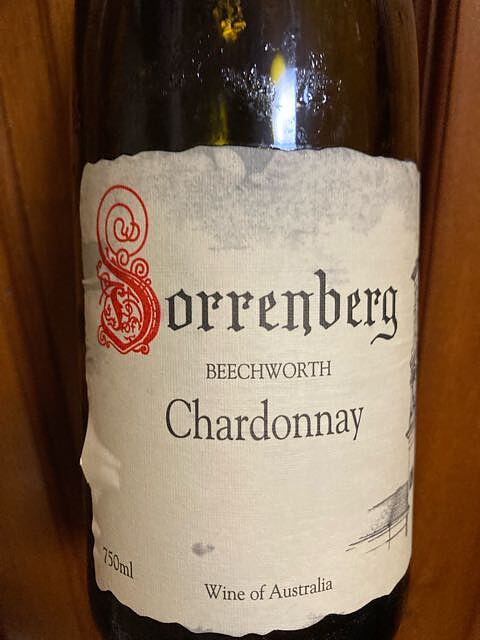 Sorrenberg
BEECHWORTH
Chardonnay
750ml
Wine of Australia